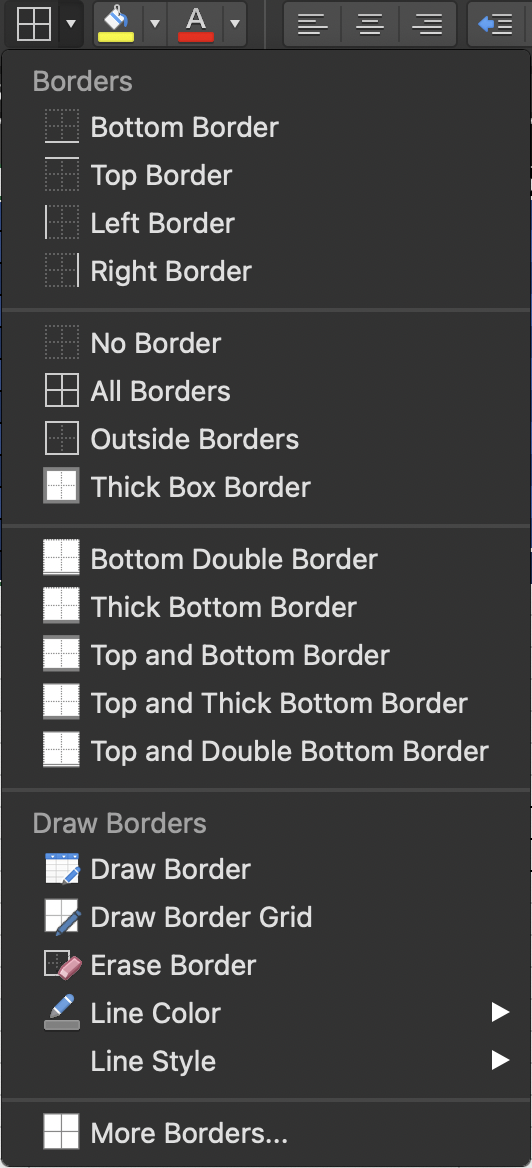 A
Borders
Bottom Border
Top Border
Left Border
Right Border
No Border
All Borders
Outside Borders
Thick Box Border
Bottom Double Border
Thick Bottom Border
Top and Bottom Border
Top and Thick Bottom Border
Top and Double Bottom Border
Draw Borders
Draw Border
Draw Border Grid
Erase Border
Line Color
Line Style
More Borders...